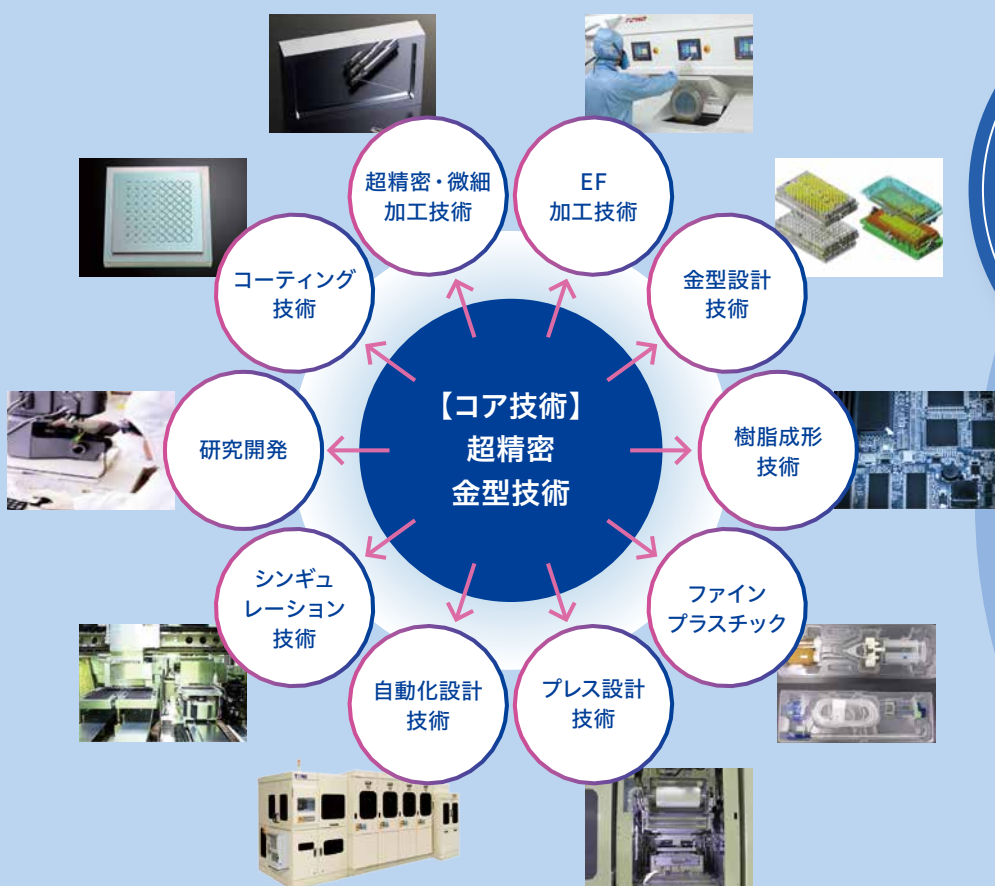 【コア技術】
超精密
金型技術
超精密・微細
加工技術
EF
加工技術
金型設計
技術
樹脂成形
技術
ファイン
プラスチック
プレス設計
技術
自動化設計
技術
シンギュ
レーション
技術
研究開発
コーティング
技術
TOWA